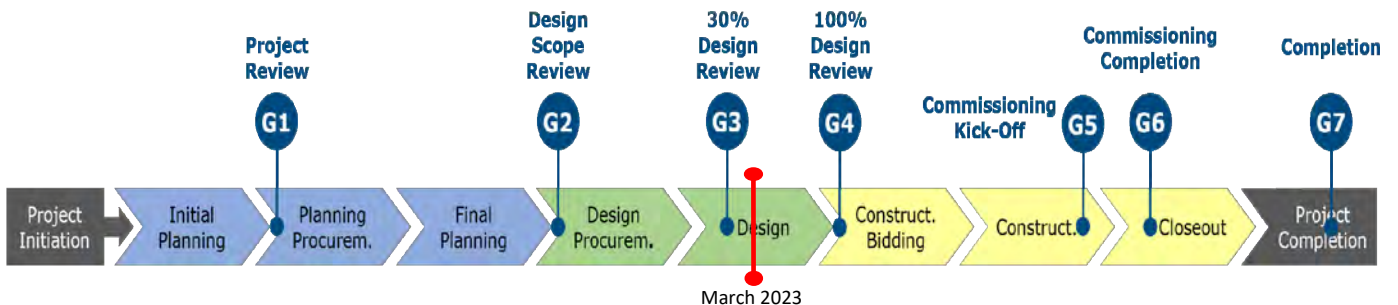 Project
Review
Design
Scope
Review
30%
Design
Review
100%
Design
Review
Commissioning
Kick-Off
Commissioning
Completion
Completion
G1
G2
G3
G4
G5
G6
G7
Project
Initiation
Initial
Planning
Planning
Procurem.
Final
Planning
Design
Procurem.
Design
Construct.
Bidding
Construct.
Closeout
Project
Completion
March 2023